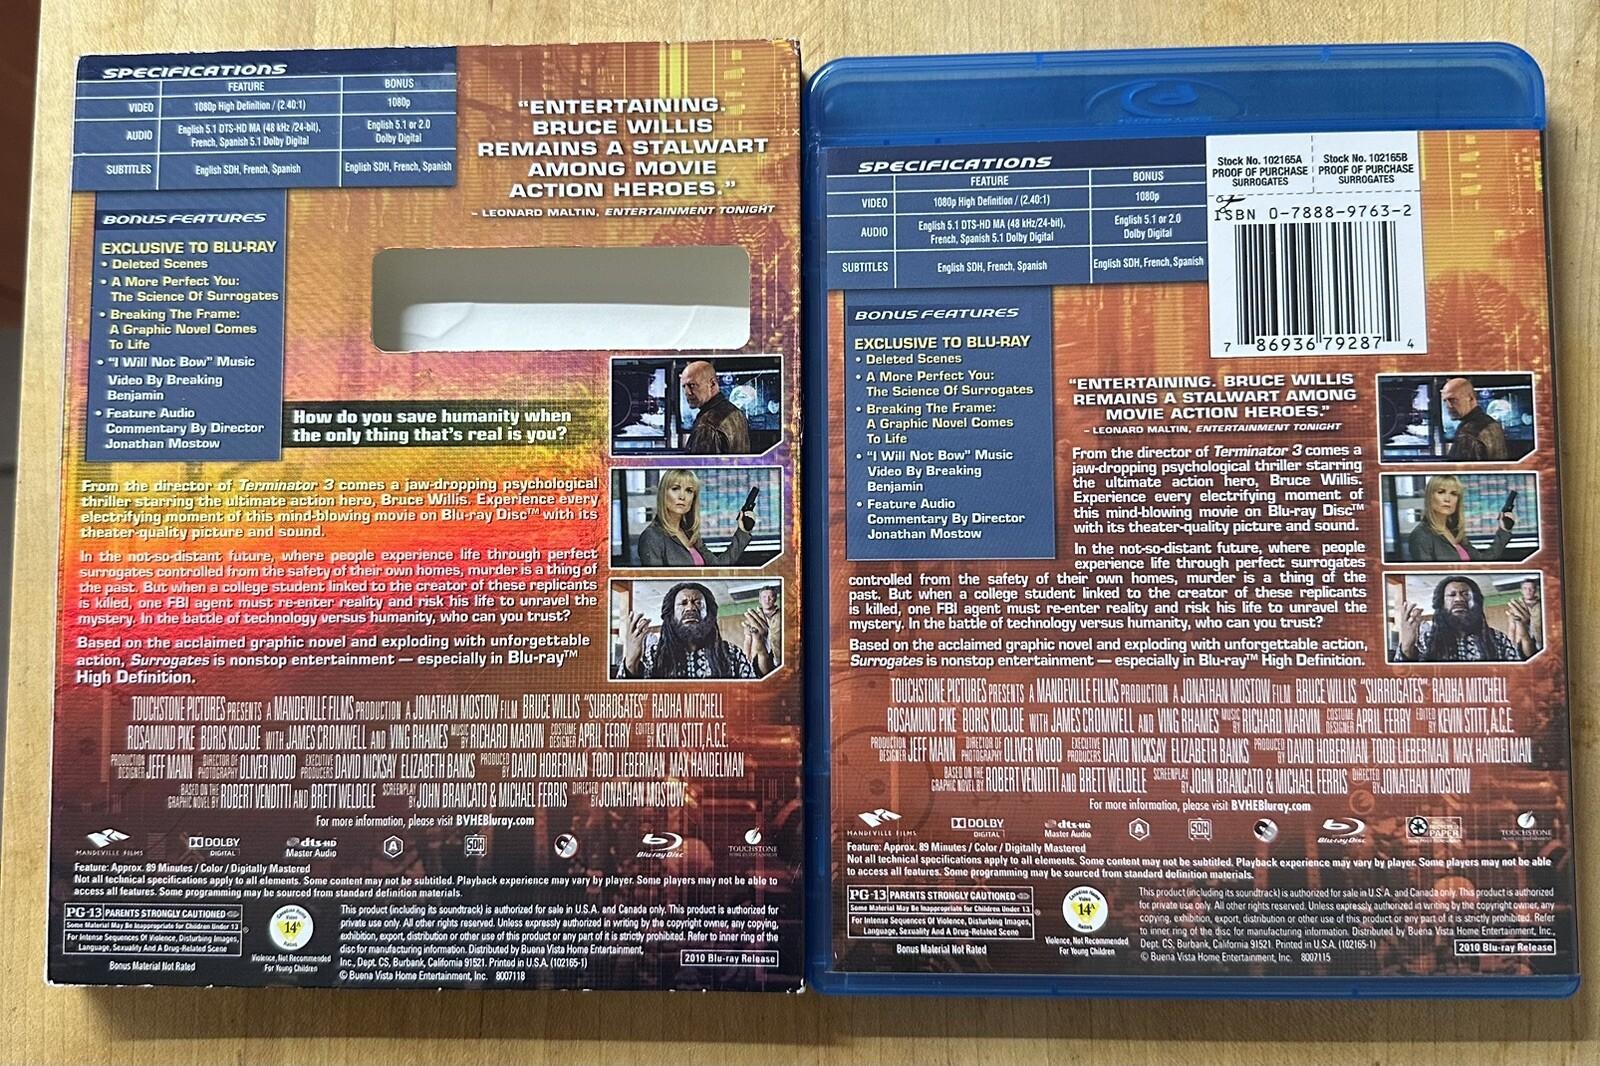 SPECIFICATIONS
FEATURE BONUS
VIDEO 1080p High Definition / (2.40:1) 1080p
AUDIO English 5.1 DTS-HD MA (48 kHz /24-bit), English 5.1 or 2.0
French, Spanish 5.1 Dolby Digital Dolby Digital
SUBTITLES English SDH, French, Spanish English SDH, French, Spanish
"ENTERTAINING.
BRUCE WILLIS
REMAINS A STALWART
AMONG MOVIE
ACTION HEROES."
– LEONARD MALTIN, ENTERTAINMENT TONIGHT
BONUS FEATURES
EXCLUSIVE TO BLU-RAY
• Deleted Scenes
• A More Perfect You:
The Science Of Surrogates
• Breaking The Frame:
A Graphic Novel Comes
To Life
• "I Will Not Bow" Music
Video By Breaking
Benjamin
• Feature Audio
Commentary By Director
Jonathan Mostow
How do you save humanity when
the only thing that's real is you?
From the director of Terminator 3 comes a jaw-dropping psychological
thriller starring the ultimate action hero, Bruce Willis. Experience every
electrifying moment of this mind-blowing movie on Blu-ray Disc™ with its
theater-quality picture and sound.
In the not-so-distant future, where people experience life through perfect
surrogates controlled from the safety of their own homes, murder is a thing of
the past. But when a college student linked to the creator of these replicants
is killed, one FBI agent must re-enter reality and risk his life to unravel the
mystery. In the battle of technology versus humanity, who can you trust?
Based on the acclaimed graphic novel and exploding with unforgettable
action, Surrogates is nonstop entertainment — especially in Blu-ray™
High Definition.
TOUCHSTONE PICTURES PRESENTS A MANDEVILLE FILMS PRODUCTION A JONATHAN MOSTOW FILM BRUCE WILLIS "SURROGATES" RADHA MITCHELL
ROSAMUND PIKE BORIS KODJOE WITH JAMES CROMWELL AND VING RHAMES MUSIC BY RICHARD MARVIN COSTUME DESIGNER APRIL FERRY EDITED BY KEVIN STITT, A.C.E.
PRODUCTION DESIGNER JEFF MANN DIRECTOR OF PHOTOGRAPHY OLIVER WOOD EXECUTIVE PRODUCERS DAVID NICKSAY ELIZABETH BANKS PRODUCED BY DAVID HOBERMAN TODD LIEBERMAN MAX HANDELMAN
BASED ON THE GRAPHIC NOVEL BY ROBERT VENDITTI AND BRETT WELDELE SCREENPLAY BY JOHN BRANCATO & MICHAEL FERRIS DIRECTED BY JONATHAN MOSTOW
For more information, please visit BVHEBluray.com
MANDEVILLE FILMS DOLBY DIGITAL dts-HD Master Audio A SDH Blu-ray Disc TOUCHSTONE HOME ENTERTAINMENT
Feature: Approx. 89 Minutes / Color / Digitally Mastered
Not all technical specifications apply to all elements. Some content may not be subtitled. Playback experience may vary by player. Some players may not be able to
access all features. Some programming may be sourced from standard definition materials.
PG-13 PARENTS STRONGLY CAUTIONED
Some Material May Be Inappropriate for Children Under 13
For Intense Sequences Of Violence, Disturbing Images,
Language, Sexuality And A Drug-Related Scene
Bonus Material Not Rated
Canadian Home
Video
14A
Rated
Violence, Not Recommended
For Young Children
This product (including its soundtrack) is authorized for sale in U.S.A. and Canada only. This product is authorized for
private use only. All other rights are reserved. Unless expressly authorized in writing by the copyright owner, any copying,
exhibition, export, distribution or other use of this product or any part of it is strictly prohibited. Refer to inner ring of the
disc for manufacturing information. Distributed by Buena Vista Home Entertainment,
Inc., Dept. CS, Burbank, California 91521. Printed in U.S.A. (102165-1)
© Buena Vista Home Entertainment, Inc. 8007118
2010 Blu-ray Release
SPECIFICATIONS
FEATURE BONUS
VIDEO 1080p High Definition / (2.40:1) 1080p
AUDIO English 5.1 DTS-HD MA (48 kHz/24-bit), English 5.1 or 2.0
French, Spanish 5.1 Dolby Digital Dolby Digital
SUBTITLES English SDH, French, Spanish English SDH, French, Spanish
Stock No. 102165A
PROOF OF PURCHASE
SURROGATES
Stock No. 102165B
PROOF OF PURCHASE
SURROGATES
ISBN 0-7888-9763-2
7 86936 79287 4
BONUS FEATURES
EXCLUSIVE TO BLU-RAY
• Deleted Scenes
• A More Perfect You:
The Science Of Surrogates
• Breaking The Frame:
A Graphic Novel Comes
To Life
• "I Will Not Bow" Music
Video By Breaking
Benjamin
• Feature Audio
Commentary By Director
Jonathan Mostow
"ENTERTAINING. BRUCE WILLIS
REMAINS A STALWART AMONG
MOVIE ACTION HEROES."
– LEONARD MALTIN, ENTERTAINMENT TONIGHT
From the director of Terminator 3 comes a
jaw-dropping psychological thriller starring
the ultimate action hero, Bruce Willis.
Experience every electrifying moment of
this mind-blowing movie on Blu-ray Disc™
with its theater-quality picture and sound.
In the not-so-distant future, where people
experience life through perfect surrogates
controlled from the safety of their own homes, murder is a thing of the
past. But when a college student linked to the creator of these replicants
is killed, one FBI agent must re-enter reality and risk his life to unravel the
mystery. In the battle of technology versus humanity, who can you trust?
Based on the acclaimed graphic novel and exploding with unforgettable action,
Surrogates is nonstop entertainment — especially in Blu-ray™ High Definition.
TOUCHSTONE PICTURES PRESENTS A MANDEVILLE FILMS PRODUCTION A JONATHAN MOSTOW FILM BRUCE WILLIS "SURROGATES" RADHA MITCHELL
ROSAMUND PIKE BORIS KODJOE WITH JAMES CROMWELL AND VING RHAMES MUSIC BY RICHARD MARVIN COSTUME DESIGNER APRIL FERRY EDITED BY KEVIN STITT, A.C.E.
PRODUCTION DESIGNER JEFF MANN DIRECTOR OF PHOTOGRAPHY OLIVER WOOD EXECUTIVE PRODUCERS DAVID NICKSAY ELIZABETH BANKS PRODUCED BY DAVID HOBERMAN TODD LIEBERMAN MAX HANDELMAN
BASED ON THE GRAPHIC NOVEL BY ROBERT VENDITTI AND BRETT WELDELE SCREENPLAY BY JOHN BRANCATO & MICHAEL FERRIS DIRECTED BY JONATHAN MOSTOW
For more information, please visit BVHEBluray.com
MANDEVILLE FILMS DOLBY DIGITAL dts-HD Master Audio A SDH Blu-ray Disc PAPER TOUCHSTONE
Feature: Approx. 89 Minutes / Color / Digitally Mastered
Not all technical specifications apply to all elements. Some content may not be subtitled. Playback experience may vary by player. Some players may not be able
to access all features. Some programming may be sourced from standard definition materials.
PG-13 PARENTS STRONGLY CAUTIONED
Some Material May Be Inappropriate for Children Under 13
For Intense Sequences Of Violence, Disturbing Images,
Language, Sexuality And A Drug-Related Scene
Bonus Material Not Rated
Canadian Home
Video
14A
Rated
Violence, Not Recommended
For Young Children
This product (including its soundtrack) is authorized for sale in U.S.A. and Canada only. This product is authorized
for private use only. All other rights are reserved. Unless expressly authorized in writing by the copyright owner, any
copying, exhibition, export, distribution or other use of this product or any part of it is strictly prohibited. Refer
to inner ring of the disc for manufacturing information. Distributed by Buena Vista Home Entertainment, Inc.,
Dept. CS, Burbank, California 91521. Printed in U.S.A. (102165-1)
© Buena Vista Home Entertainment, Inc. 8007115
2010 Blu-ray Release